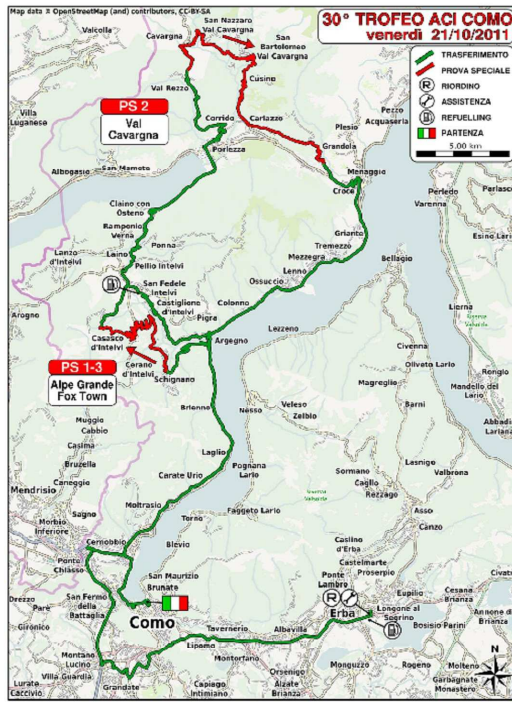 Map data © OpenStreetMap (and) contributors, CC-BY-SA
30° TROFEO ACI COMO
venerdì 21/10/2011
TRASFERIMENTO
PROVA SPECIALE
R RIORDINO
ASSISTENZA
REFUELLING
PARTENZA
5.00 km
San Nazzaro
Val Cavargna
Cavargna
San
Bartolomeo
Val Cavargna
Valcolla
Cusino
Val Rezzo
PS 2
Val
Cavargna
Villa
Luganese
Corrido
Carlazzo
Pezzo
Acquaseria
Plesio
Grandola
Porlezza
Menaggio
Croce
Albogasio
San Mamete
Perledo
Varenna
Parlasco
Esino Lario
Claino con
Osteno
Ramponio
Verna
Ponna
Laino
Lanzo
d'Intelvi
Pellio Intelvi
Grianto
Tremezzo
Mezzegra
Lenno
Ossuccio
Bellagio
San Fedele
Intelvi
Castiglione
d'Intelvi
Pigra
Colonno
Arogno
Lierna
Lezzeno
Argegno
Casasco
d'Intelvi
Cerano
d'Intelvi
Schignano
PS 1-3
Alpe Grande
Fox Town
Civenna
Oliveto Lario
Rongio
Mandello del
Lario
Magreglio
Barni
Brienno
Nesso
Veleso
Zelbio
Abbadia
Lariana
Muggio
Cabbio
Casima
Bruzella
Caneggio
Laglio
Carate Urio
Pognana
Lario
Lasnigo
Valbrona
Sormano
Caglio
Rezzago
Mendrisio
Sagno
Morbio
Inferiore
Moltrasio
Torno
Faggeto Lario
Asso
Canzo
Cernobbio
Ponte
Chiasso
Blevio
Caslino
d'Erba
Castelmarte
Proserpio
San Maurizio
Brunate
Ponte
Lambro
R
Eupilio
Cesana
Brianza
Longone al
Segrino
Erba
Como
San Fermo
della
Battaglia
Drezzo
Pare
Gironico
Tavernerio
Albavilla
Lipomo
Montorfano
Bosisio Parini
Annone di
Brianza
Montano
Lucino
Villa Guardia
Grandate
Lurate
Caccivio
Capiago
Intimiano
Orsenigo
Alzate
Brianza
Monguzzo
Rogeno
Molteno
Garbagnate
Monastero
N